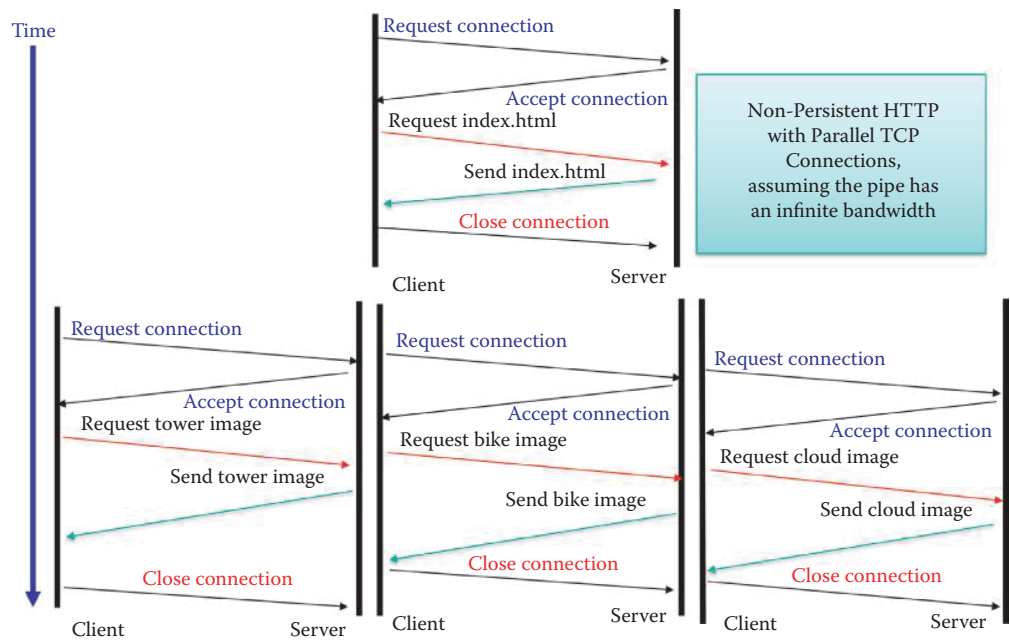 Time
Request connection
Accept connection
Request index.html
Send index.html
Close connection
Client
Server
Non-Persistent HTTP
with Parallel TCP
Connections,
assuming the pipe has
an infinite bandwidth
Request connection
Accept connection
Request tower image
Send tower image
Close connection
Client
Server
Request connection
Accept connection
Request bike image
Send bike image
Close connection
Client
Server
Request connection
Accept connection
Request cloud image
Send cloud image
Close connection
Client
Server